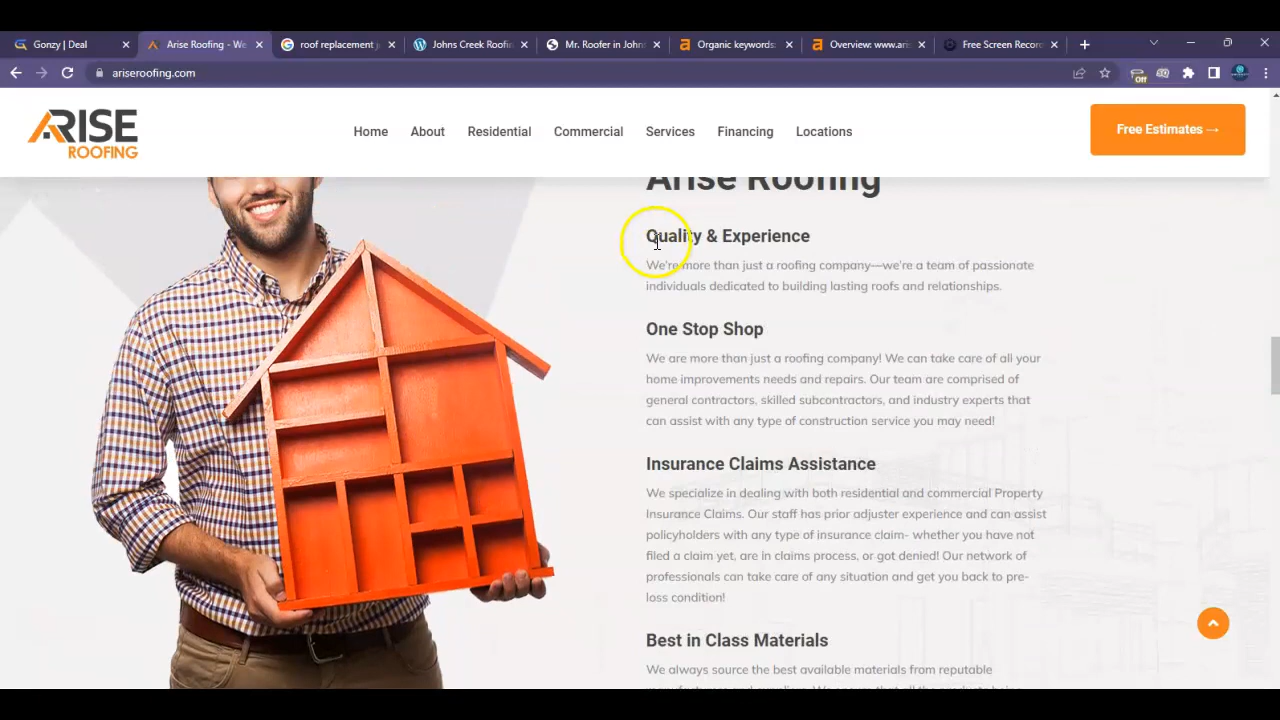 Gonzy | Deal
Arise Roofing - We
roof replacement j
Johns Creek Roofin
Mr. Roofer in John
Organic keywords:
Overview: www.aris
Free Screen Record
ariseroofing.com
Off
ARISE
ROOFING
Home
About
Residential
Commercial
Services
Financing
Locations
Free Estimates →
Arise Roofing
Quality & Experience
We're more than just a roofing company—we're a team of passionate
individuals dedicated to building lasting roofs and relationships.
One Stop Shop
We are more than just a roofing company! We can take care of all your
home improvements needs and repairs. Our team are comprised of
general contractors, skilled subcontractors, and industry experts that
can assist with any type of construction service you may need!
Insurance Claims Assistance
We specialize in dealing with both residential and commercial Property
Insurance Claims. Our staff has prior adjuster experience and can assist
policyholders with any type of insurance claim- whether you have not
filed a claim yet, are in claims process, or got denied! Our network of
professionals can take care of any situation and get you back to pre-
loss condition!
Best in Class Materials
We always source the best available materials from reputable